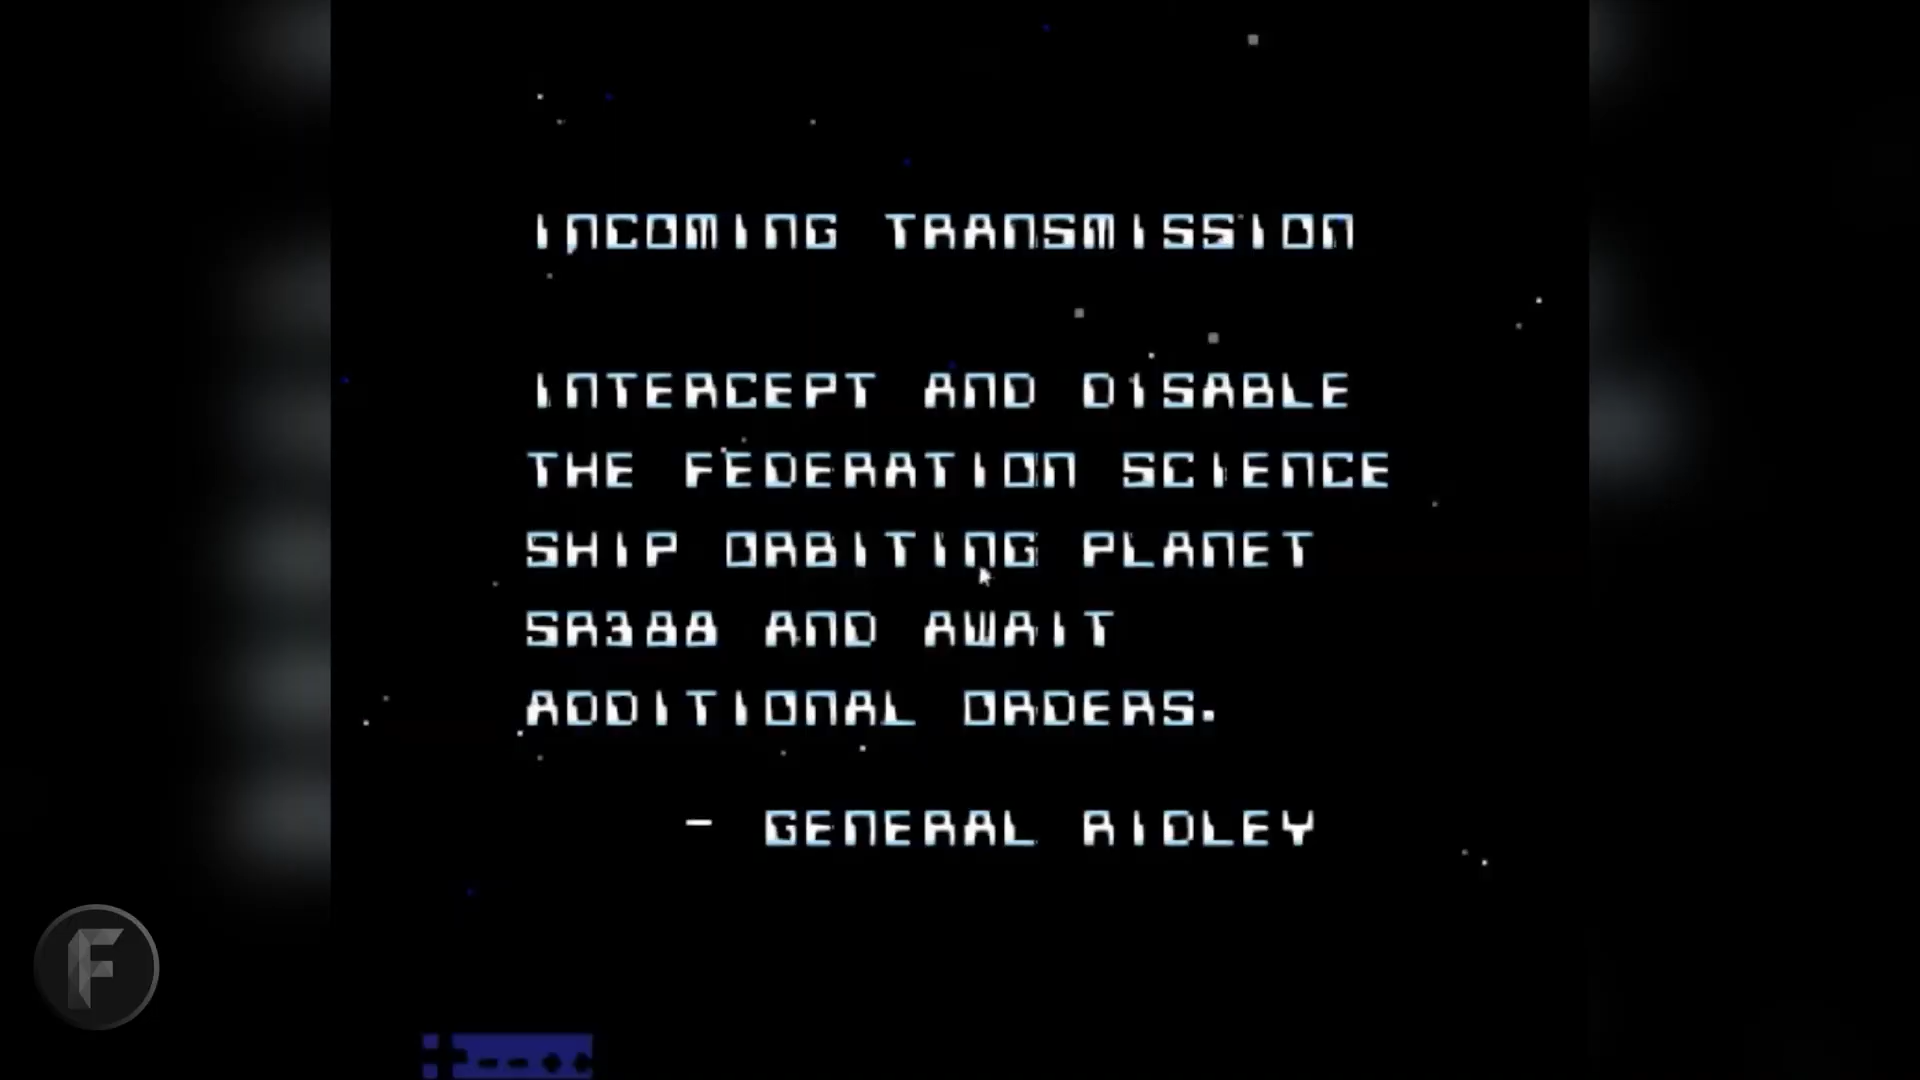 INCOMING TRANSMISSION
INTERCEPT AND DISABLE
THE FEDERATION SCIENCE
SHIP ORBITING PLANET
SR388 AND AWAIT
ADDITIONAL ORDERS.
- GENERAL RIDLEY
F